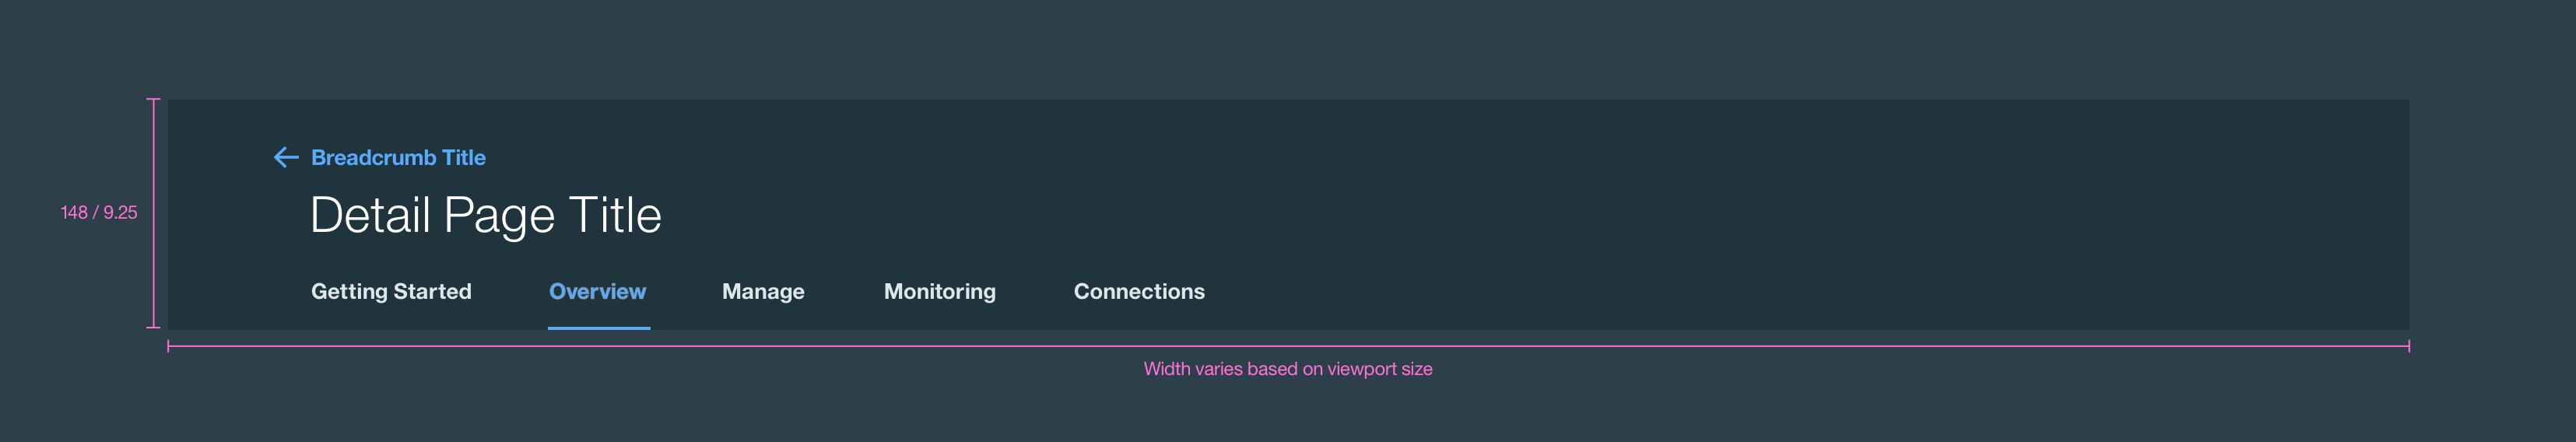 Breadcrumb Title
Detail Page Title
148 / 9.25
Getting Started Overview Manage Monitoring Connections
Width varies based on viewport size